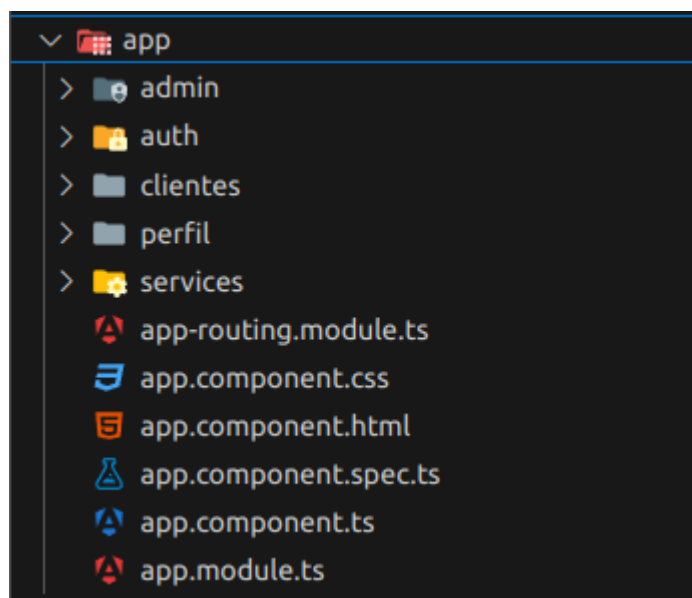 app
admin
auth
clientes
perfil
services
app-routing.module.ts
app.component.css
app.component.html
app.component.spec.ts
app.component.ts
app.module.ts